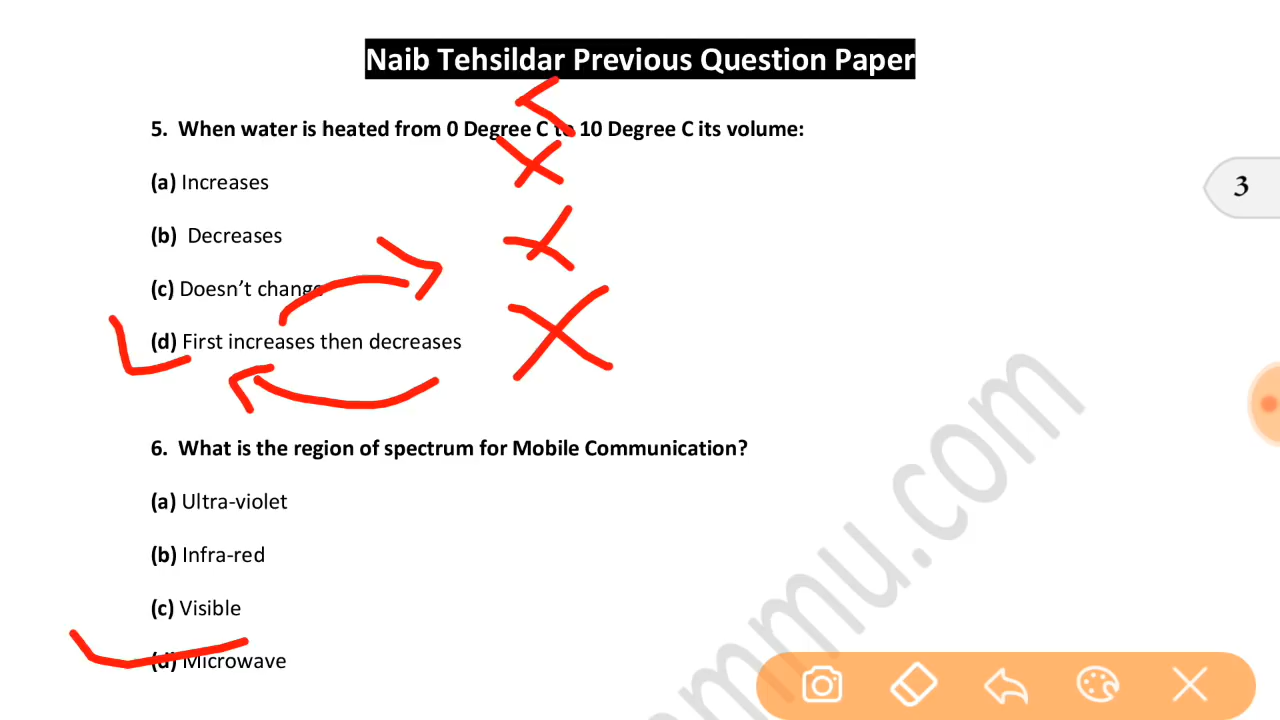 Naib Tehsildar Previous Question Paper
5. When water is heated from 0 Degree C to 10 Degree C its volume:
(a) Increases
3
(b) Decreases
(c) Doesn't change
(d) First increases then decreases
6. What is the region of spectrum for Mobile Communication?
(a) Ultra-violet
(b) Infra-red
(c) Visible
(d) Microwave